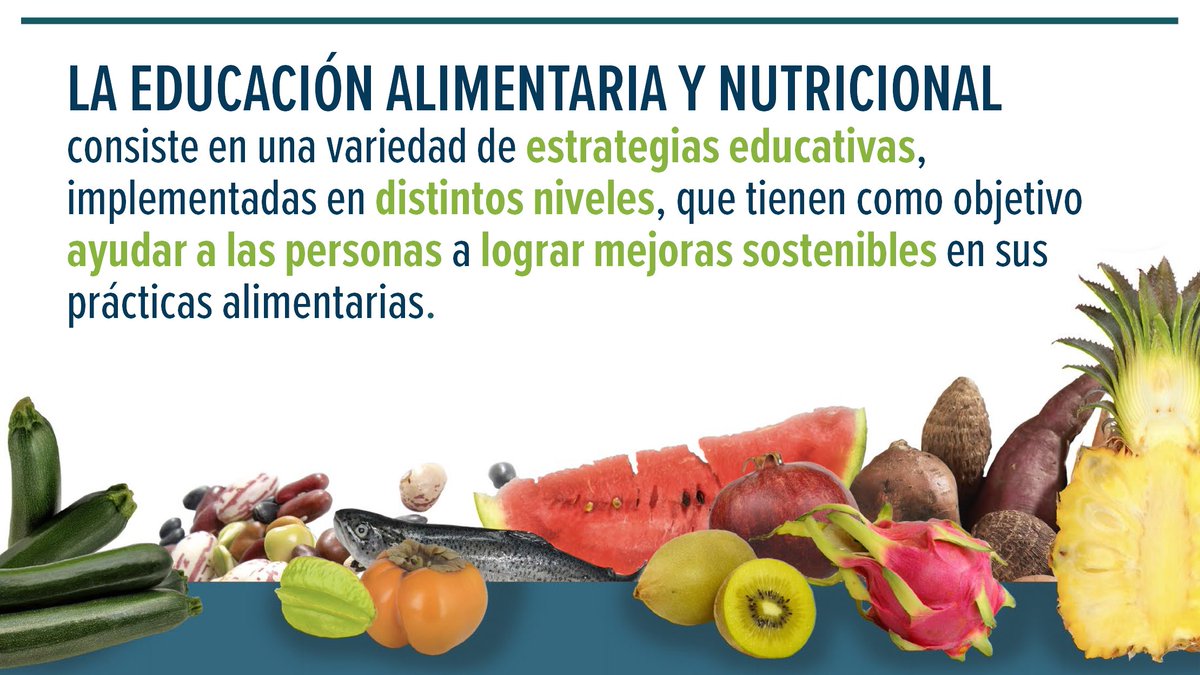 LA EDUCACIÓN ALIMENTARIA Y NUTRICIONAL
consiste en una variedad de estrategias educativas,
implementadas en distintos niveles, que tienen como objetivo
ayudar a las personas a lograr mejoras sostenibles en sus
prácticas alimentarias.